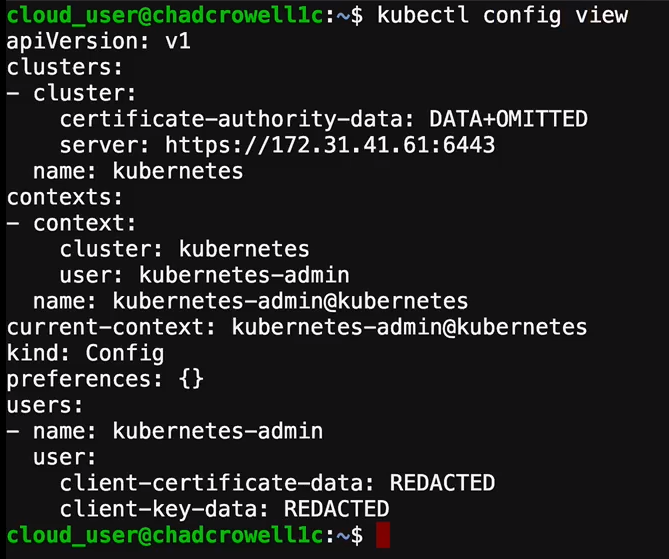 cloud_user@chadcrowell1c:~$ kubectl config view
apiVersion: v1
clusters:
- cluster:
    certificate-authority-data: DATA+OMITTED
    server: https://172.31.41.61:6443
  name: kubernetes
contexts:
- context:
    cluster: kubernetes
    user: kubernetes-admin
  name: kubernetes-admin@kubernetes
current-context: kubernetes-admin@kubernetes
kind: Config
preferences: {}
users:
- name: kubernetes-admin
  user:
    client-certificate-data: REDACTED
    client-key-data: REDACTED
cloud_user@chadcrowell1c:~$